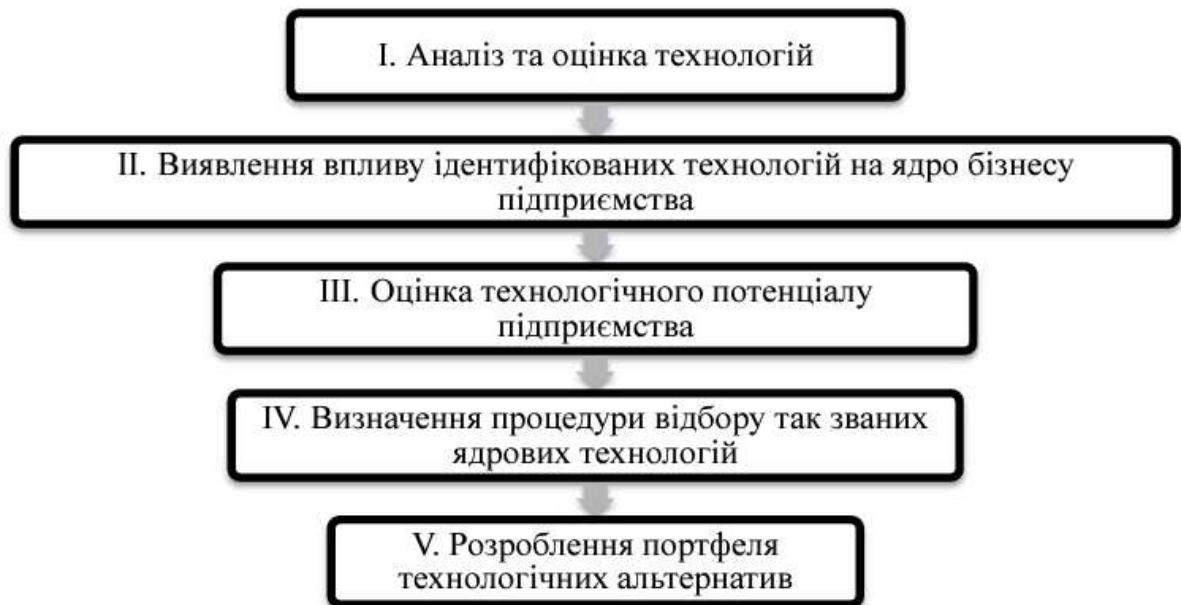 I. Аналіз та оцінка технологій
II. Виявлення впливу ідентифікованих технологій на ядро бізнесу
підприємства
III. Оцінка технологічного потенціалу
підприємства
IV. Визначення процедури відбору так званих
ядрових технологій
V. Розроблення портфеля
технологічних альтернатив